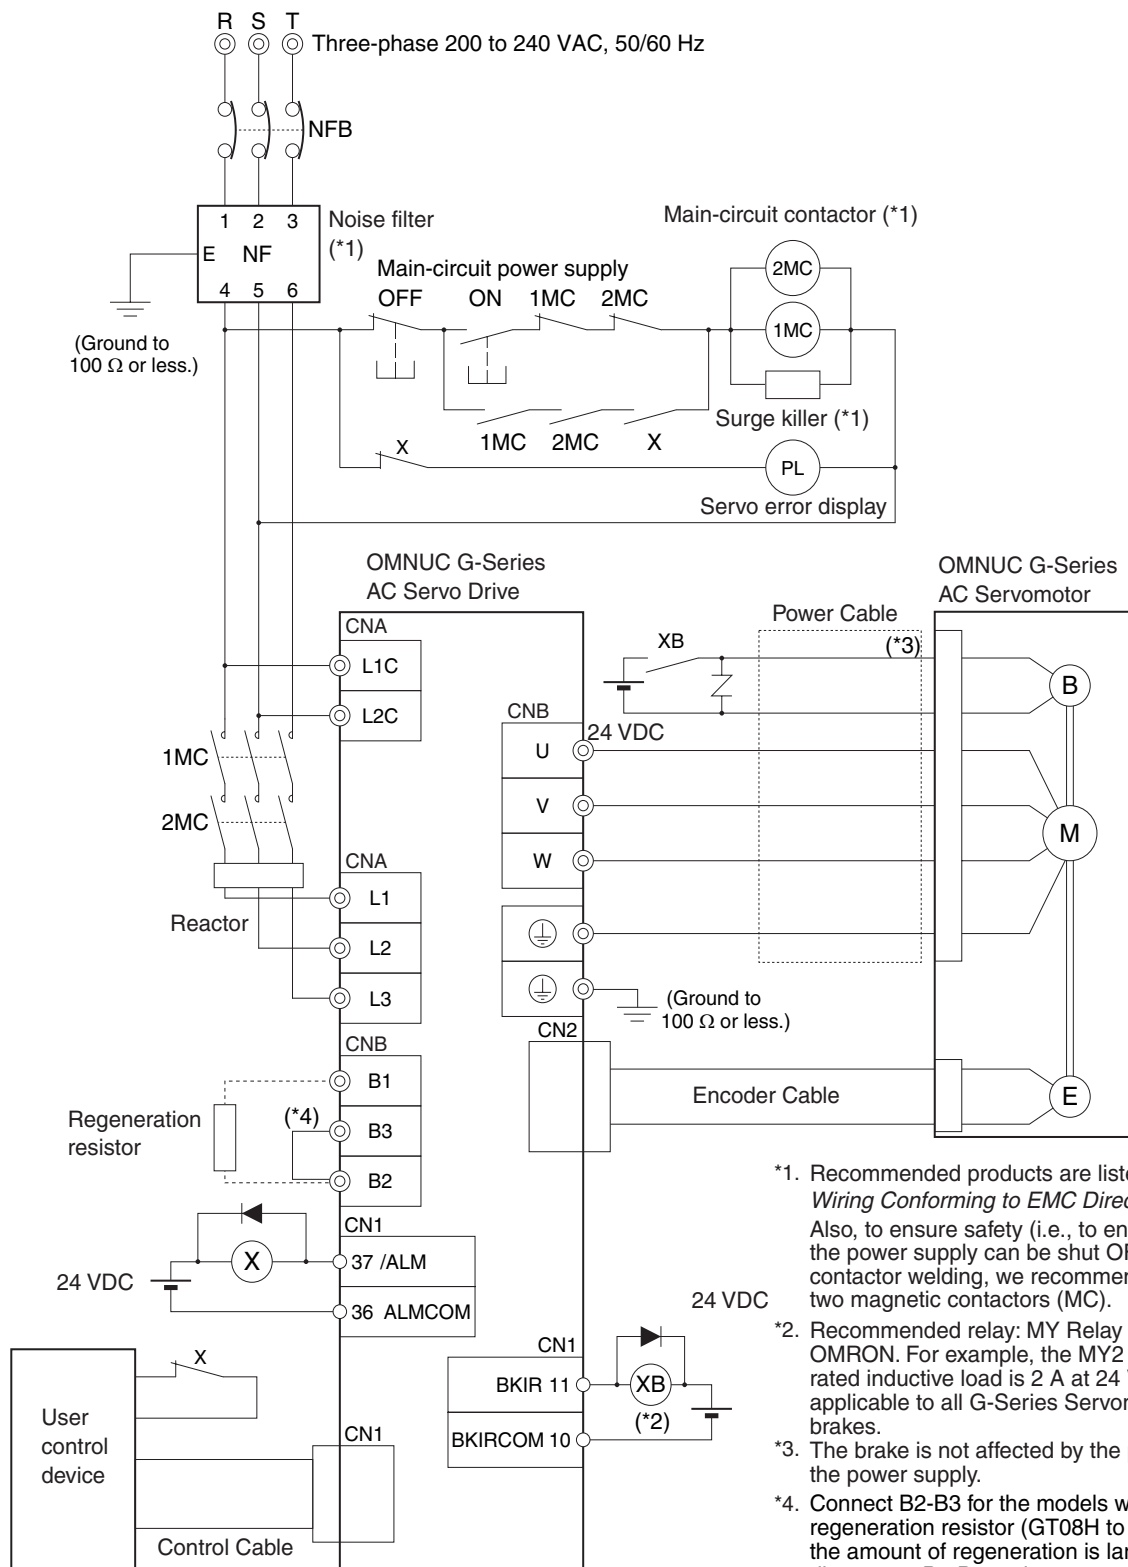 R S T
Three-phase 200 to 240 VAC, 50/60 Hz
NFB
1 2 3
E NF
4 5 6
Noise filter
(*1)
(Ground to
100 Ω or less.)
Main-circuit contactor (*1)
Main-circuit power supply
OFF ON 1MC 2MC
2MC
1MC
Surge killer (*1)
1MC 2MC X
X
PL
Servo error display
OMNUC G-Series
AC Servo Drive
OMNUC G-Series
AC Servomotor
CNA
L1C
L2C
Power Cable
XB
(*3)
B
24 VDC
CNB
U
V
W
M
1MC
2MC
Reactor
CNA
L1
L2
L3
(Ground to
100 Ω or less.)
CN2
Encoder Cable
E
CNB
B1
B3
B2
(*4)
Regeneration
resistor
CN1
37 /ALM
36 ALMCOM
X
24 VDC
24 VDC
CN1
BKIR 11
BKIRCOM 10
XB
(*2)
X
User
control
device
CN1
Control Cable
*1. Recommended products are
Wiring Conforming to EMC
Also, to ensure safety (i.e., to
the power supply can be shut
contactor welding, we
two magnetic contactors (MC).
*2. Recommended relay: MY Relay
OMRON. For example, the MY2
rated inductive load is 2 A at 24
applicable to all G-Series
brakes.
*3. The brake is not affected by the
the power supply.
*4. Connect B2-B3 for the models
regeneration resistor (GT08H to
the amount of regeneration is